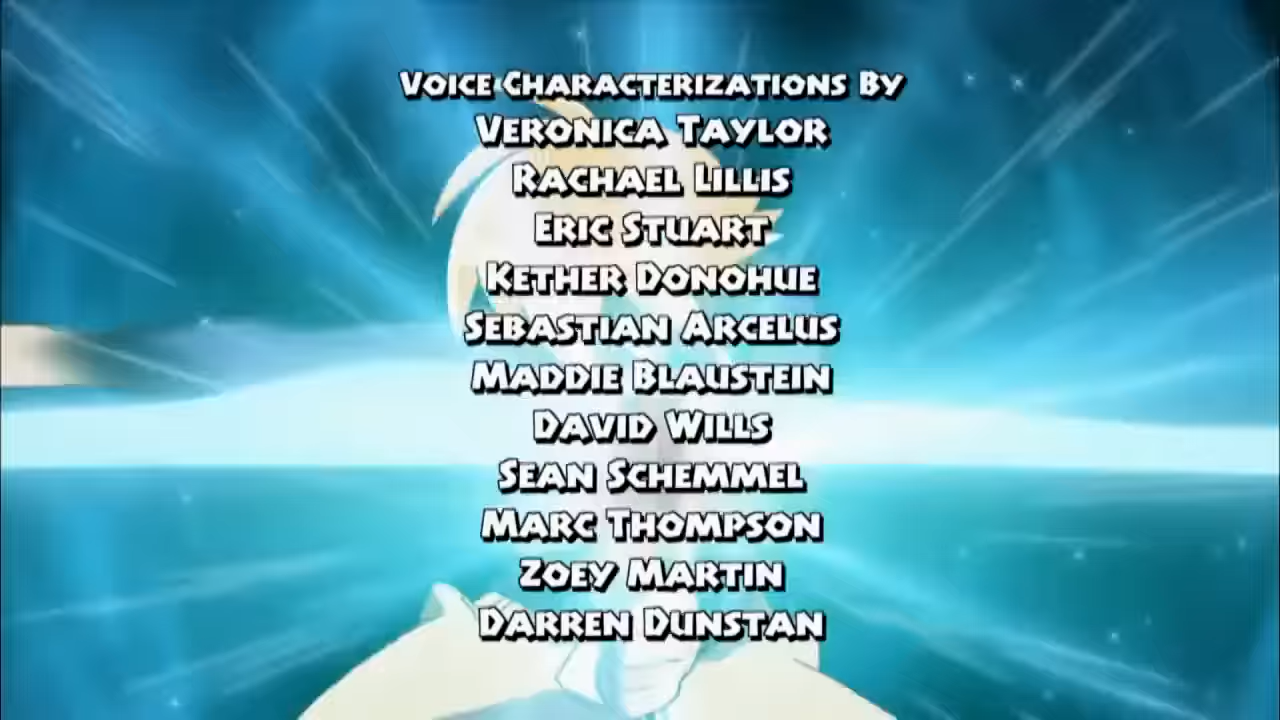 Voice Characterizations By
Veronica Taylor
Rachael Lillis
Eric Stuart
Kether Donohue
Sebastian Arcelus
Maddie Blaustein
David Wills
Sean Schemmel
Marc Thompson
Zoey Martin
Darren Dunstan